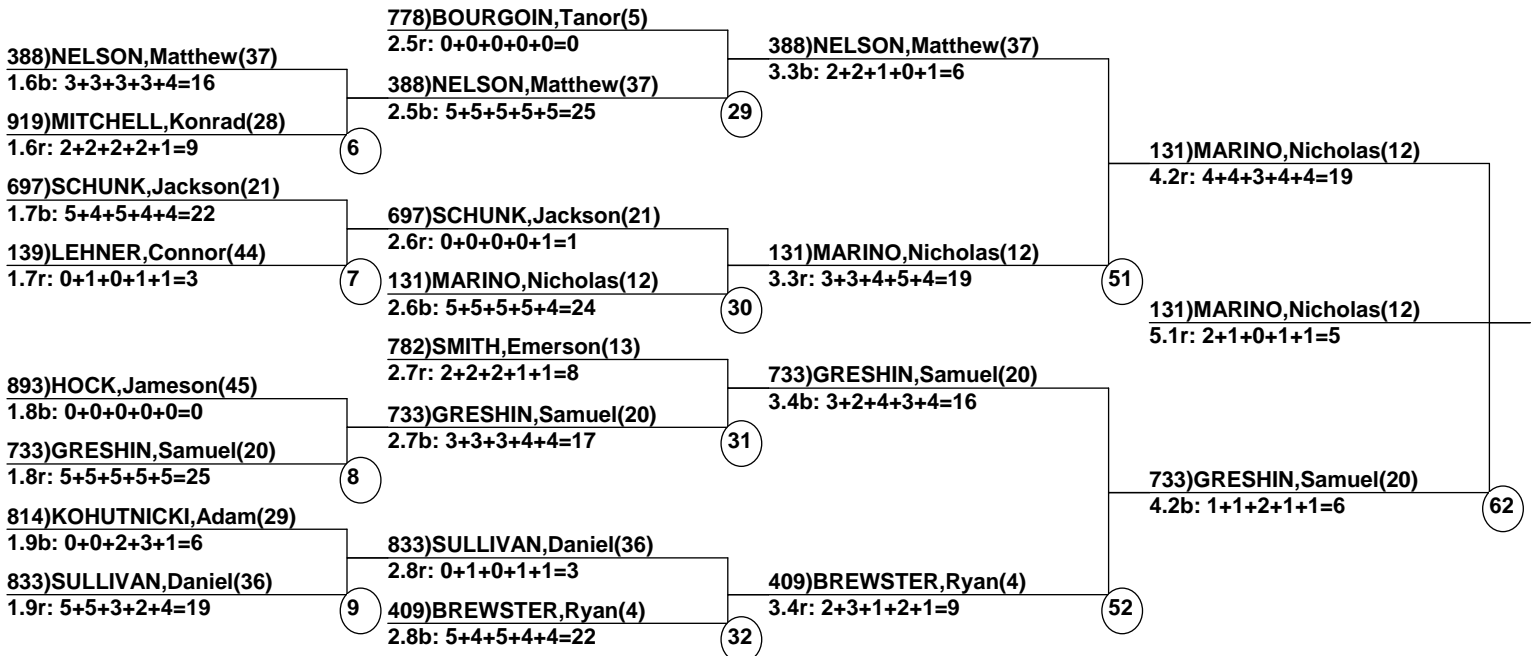 388)NELSON,Matthew(37)
1.6b: 3+3+3+3+4=16
919)MITCHELL,Konrad(28)
1.6r: 2+2+2+2+1=9
6
697)SCHUNK,Jackson(21)
1.7b: 5+4+5+4+4=22
139)LEHNER,Connor(44)
1.7r: 0+1+0+1+1=3
7
893)HOCK,Jameson(45)
1.8b: 0+0+0+0+0=0
733)GRESHIN,Samuel(20)
1.8r: 5+5+5+5+5=25
8
814)KOHUTNICKI,Adam(29)
1.9b: 0+0+2+3+1=6
833)SULLIVAN,Daniel(36)
1.9r: 5+5+3+2+4=19
9
778)BOURGOIN,Tanor(5)
2.5r: 0+0+0+0+0=0
388)NELSON,Matthew(37)
2.5b: 5+5+5+5+5=25
29
697)SCHUNK,Jackson(21)
2.6r: 0+0+0+0+1=1
131)MARINO,Nicholas(12)
2.6b: 5+5+5+5+4=24
30
782)SMITH,Emerson(13)
2.7r: 2+2+2+1+1=8
733)GRESHIN,Samuel(20)
2.7b: 3+3+3+4+4=17
31
833)SULLIVAN,Daniel(36)
2.8r: 0+1+0+1+1=3
409)BREWSTER,Ryan(4)
2.8b: 5+4+5+4+4=22
32
388)NELSON,Matthew(37)
3.3b: 2+2+1+0+1=6
131)MARINO,Nicholas(12)
3.3r: 3+3+4+5+4=19
51
733)GRESHIN,Samuel(20)
3.4b: 3+2+4+3+4=16
409)BREWSTER,Ryan(4)
3.4r: 2+3+1+2+1=9
52
131)MARINO,Nicholas(12)
4.2r: 4+4+3+4+4=19
733)GRESHIN,Samuel(20)
4.2b: 1+1+2+1+1=6
62
131)MARINO,Nicholas(12)
5.1r: 2+1+0+1+1=5